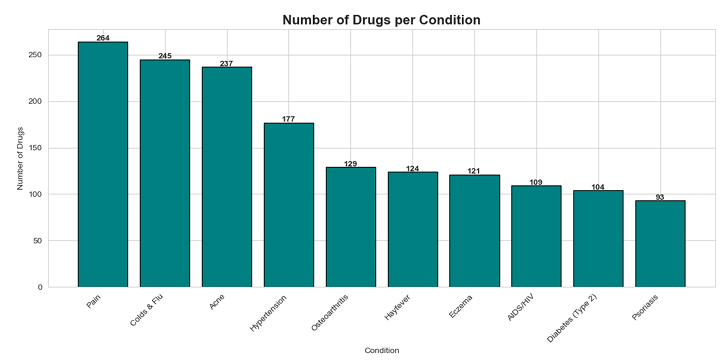 Number of Drugs per Condition
Number of Drugs
250
200
150
100
50
0
264
245
237
177
129
124
121
109
104
93
Pain
Colds & Flu
Acne
Hypertension
Osteoarthritis
Hayfever
Eczema
AIDS/HIV
Diabetes (Type 2)
Psoriasis
Condition